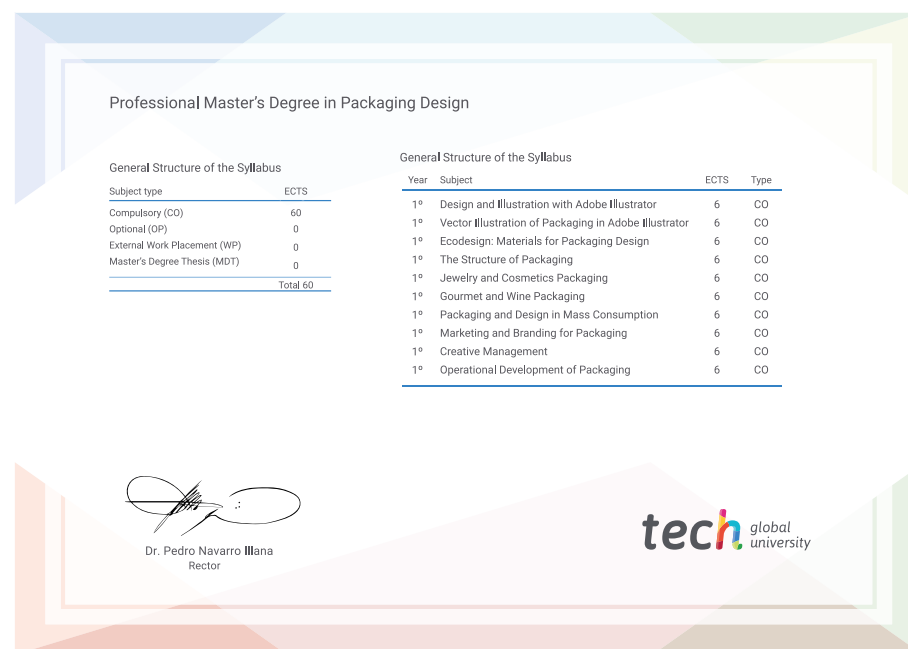 Professional Master's Degree in Packaging Design
General Structure of the Syllabus
Subject type ECTS
Compulsory (CO) 60
Optional (OP) 0
External Work Placement (WP) 0
Master's Degree Thesis (MDT) 0
Total 60
General Structure of the Syllabus
Year Subject ECTS Type
1º Design and Illustration with Adobe Illustrator 6 CO
1º Vector Illustration of Packaging in Adobe Illustrator 6 CO
1º Ecodesign: Materials for Packaging Design 6 CO
1º The Structure of Packaging 6 CO
1º Jewelry and Cosmetics Packaging 6 CO
1º Gourmet and Wine Packaging 6 CO
1º Packaging and Design in Mass Consumption 6 CO
1º Marketing and Branding for Packaging 6 CO
1º Creative Management 6 CO
1º Operational Development of Packaging 6 CO
Dr. Pedro Navarro Illana
Rector
tech global
university